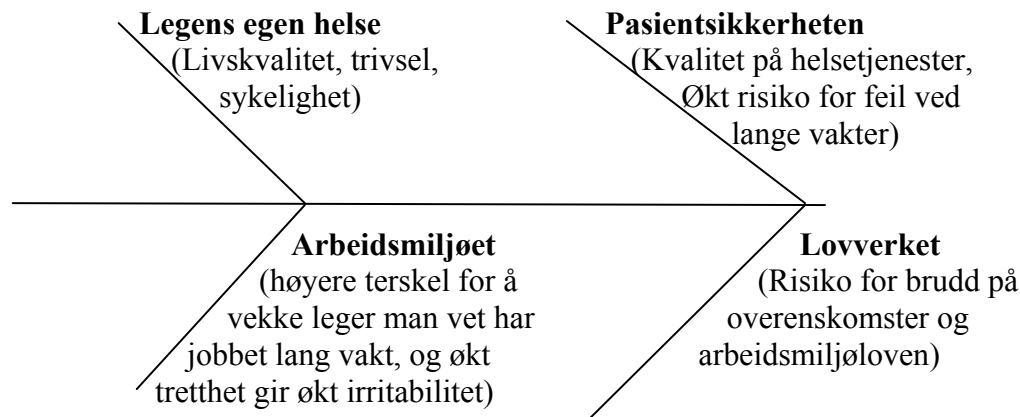 Legens egen helse
(Livskvalitet, trivsel,
sykelighet)
Pasientsikkerheten
(Kvalitet på helsetjenester,
Økt risiko for feil ved
lange vakter)
Arbeidsmiljøet
(høyere terskel for å
vekke leger man vet har
jobbet lang vakt, og økt
tretthet gir økt irritabilitet)
Lovverket
(Risiko for brudd på
overenskomster og
arbeidsmiljøloven)